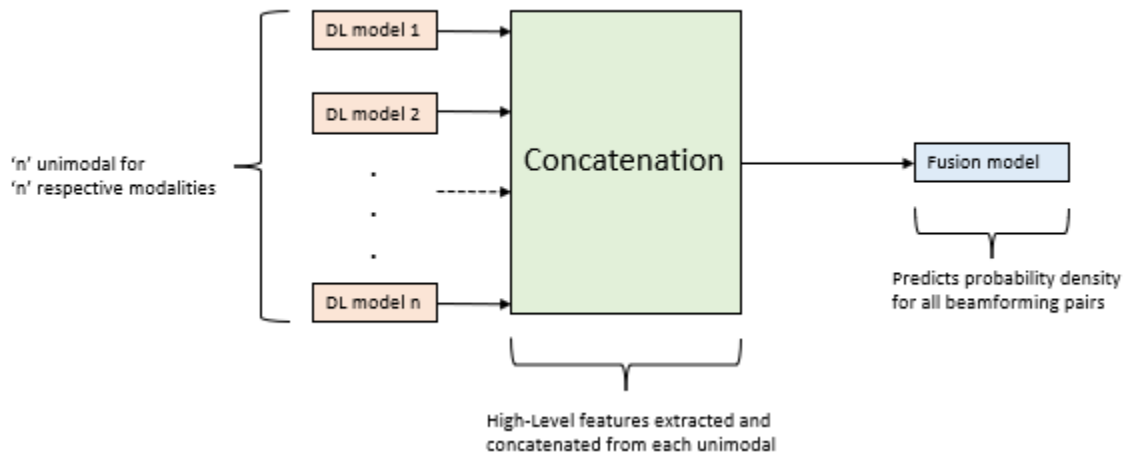 DL model 1
DL model 2
'n' unimodal for
'n' respective modalities
.
.
.
DL model n
Concatenation
Fusion model
Predicts probability density
for all beamforming pairs
High-Level features extracted and
concatenated from each unimodal